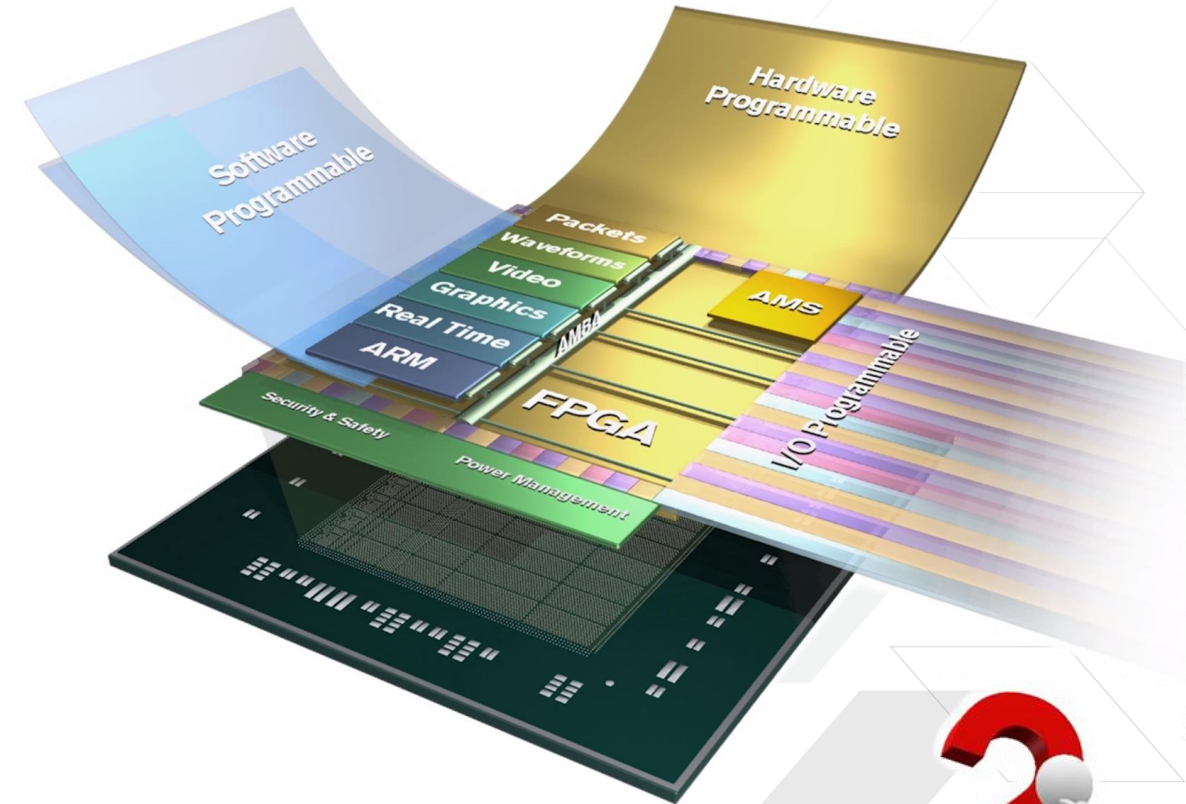 Hardware
Programmable
Software
Programmable
Packets
Waveforms
Video
Graphics
Real Time
ARM
AMBA
AMS
FPGA
I/O Programmable
Security & Safety
Power Management